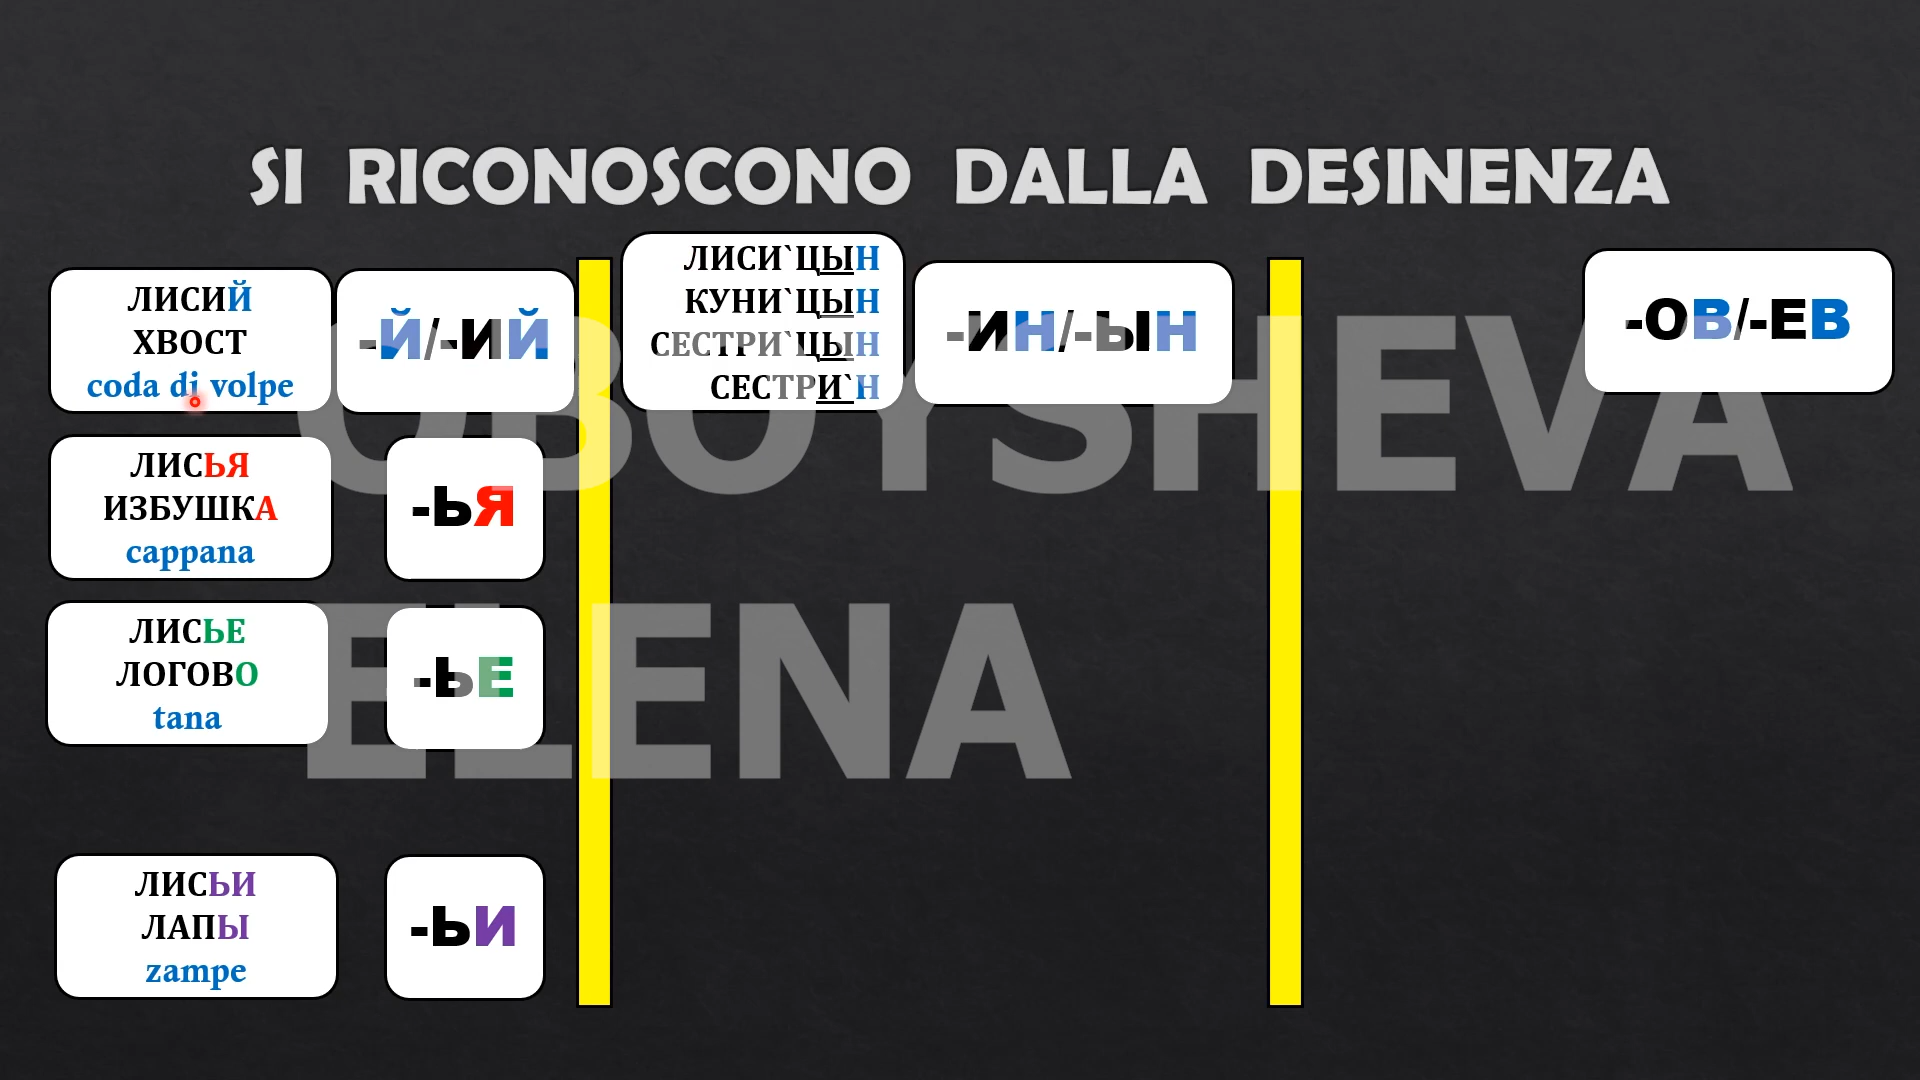 SI RICONOSCONO DALLA DESINENZA
ЛИСИЙ
ХВОСТ
coda di volpe
-Й/-ИЙ
ЛИСЬЯ
ИЗБУШКА
cappana
-ЬЯ
ЛИСЬЕ
ЛОГОВО
tana
-ЬЕ
ЛИСЬИ
ЛАПЫ
zampe
-ЬИ
ЛИСИ`ЦЫН
КУНИ`ЦЫН
СЕСТРИ`ЦЫН
СЕСТРИ`Н
-ИН/-ЫН
-ОВ/-ЕВ
OBOYSHEVA
ELENA